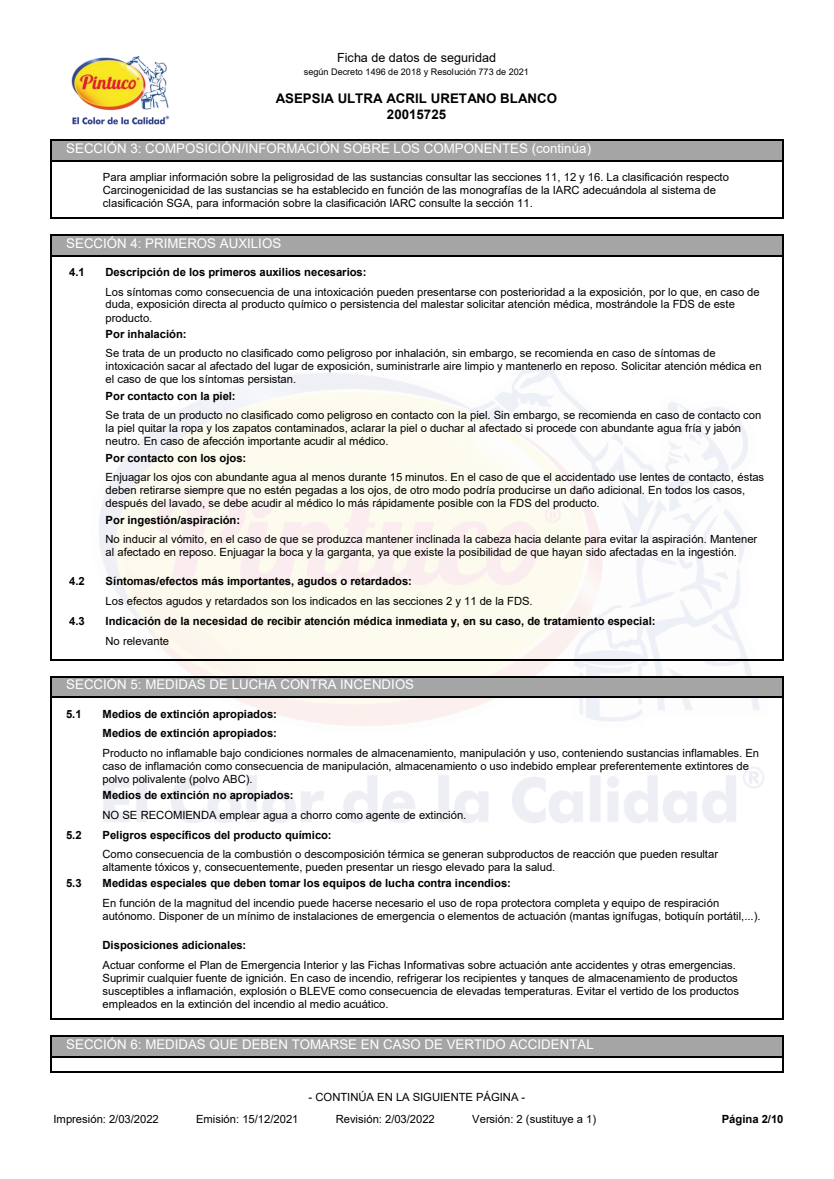 Pintuco®
El Color de la Calidad®
Ficha de datos de seguridad
según Decreto 1496 de 2018 y Resolución 773 de 2021
ASEPSIA ULTRA ACRIL URETANO BLANCO
20015725
SECCIÓN 3: COMPOSICIÓN/INFORMACIÓN SOBRE LOS COMPONENTES (continúa)
Para ampliar información sobre la peligrosidad de las sustancias consultar las secciones 11, 12 y 16. La clasificación respecto
Carcinogenicidad de las sustancias se ha establecido en función de las monografías de la IARC adecuándola al sistema de
clasificación SGA, para información sobre la clasificación IARC consulte la sección 11.
SECCIÓN 4: PRIMEROS AUXILIOS
4.1 Descripción de los primeros auxilios necesarios:
Los síntomas como consecuencia de una intoxicación pueden presentarse con posterioridad a la exposición, por lo que, en caso de
duda, exposición directa al producto químico o persistencia del malestar solicitar atención médica, mostrándole la FDS de este
producto.
Por inhalación:
Se trata de un producto no clasificado como peligroso por inhalación, sin embargo, se recomienda en caso de síntomas de
intoxicación sacar al afectado del lugar de exposición, suministrarle aire limpio y mantenerlo en reposo. Solicitar atención médica en
el caso de que los síntomas persistan.
Por contacto con la piel:
Se trata de un producto no clasificado como peligroso en contacto con la piel. Sin embargo, se recomienda en caso de contacto con
la piel quitar la ropa y los zapatos contaminados, aclarar la piel o duchar al afectado si procede con abundante agua fría y jabón
neutro. En caso de afección importante acudir al médico.
Por contacto con los ojos:
Enjuagar los ojos con abundante agua al menos durante 15 minutos. En el caso de que el accidentado use lentes de contacto, éstas
deben retirarse siempre que no estén pegadas a los ojos, de otro modo podría producirse un daño adicional. En todos los casos,
después del lavado, se debe acudir al médico lo más rápidamente posible con la FDS del producto.
Por ingestión/aspiración:
No inducir al vómito, en el caso de que se produzca mantener inclinada la cabeza hacia delante para evitar la aspiración. Mantener
al afectado en reposo. Enjuagar la boca y la garganta, ya que existe la posibilidad de que hayan sido afectadas en la ingestión.
4.2 Síntomas/efectos más importantes, agudos o retardados:
Los efectos agudos y retardados son los indicados en las secciones 2 y 11 de la FDS.
4.3 Indicación de la necesidad de recibir atención médica inmediata y, en su caso, de tratamiento especial:
No relevante
SECCIÓN 5: MEDIDAS DE LUCHA CONTRA INCENDIOS
5.1 Medios de extinción apropiados:
Medios de extinción apropiados:
Producto no inflamable bajo condiciones normales de almacenamiento, manipulación y uso, conteniendo sustancias inflamables. En
caso de inflamación como consecuencia de manipulación, almacenamiento o uso indebido emplear preferentemente extintores de
polvo polivalente (polvo ABC).
Medios de extinción no apropiados:
NO SE RECOMIENDA emplear agua a chorro como agente de extinción.
5.2 Peligros específicos del producto químico:
Como consecuencia de la combustión o descomposición térmica se generan subproductos de reacción que pueden resultar
altamente tóxicos y, consecuentemente, pueden presentar un riesgo elevado para la salud.
5.3 Medidas especiales que deben tomar los equipos de lucha contra incendios:
En función de la magnitud del incendio puede hacerse necesario el uso de ropa protectora completa y equipo de respiración
autónomo. Disponer de un mínimo de instalaciones de emergencia o elementos de actuación (mantas ignífugas, botiquín portátil,...).
Disposiciones adicionales:
Actuar conforme el Plan de Emergencia Interior y las Fichas Informativas sobre actuación ante accidentes y otras emergencias.
Suprimir cualquier fuente de ignición. En caso de incendio, refrigerar los recipientes y tanques de almacenamiento de productos
susceptibles a inflamación, explosión o BLEVE como consecuencia de elevadas temperaturas. Evitar el vertido de los productos
empleados en la extinción del incendio al medio acuático.
SECCIÓN 6: MEDIDAS QUE DEBEN TOMARSE EN CASO DE VERTIDO ACCIDENTAL
- CONTINÚA EN LA SIGUIENTE PÁGINA -
Impresión: 2/03/2022 Emisión: 15/12/2021 Revisión: 2/03/2022 Versión: 2 (sustituye a 1) Página 2/10
Pintuco®
El Color de la Calidad®